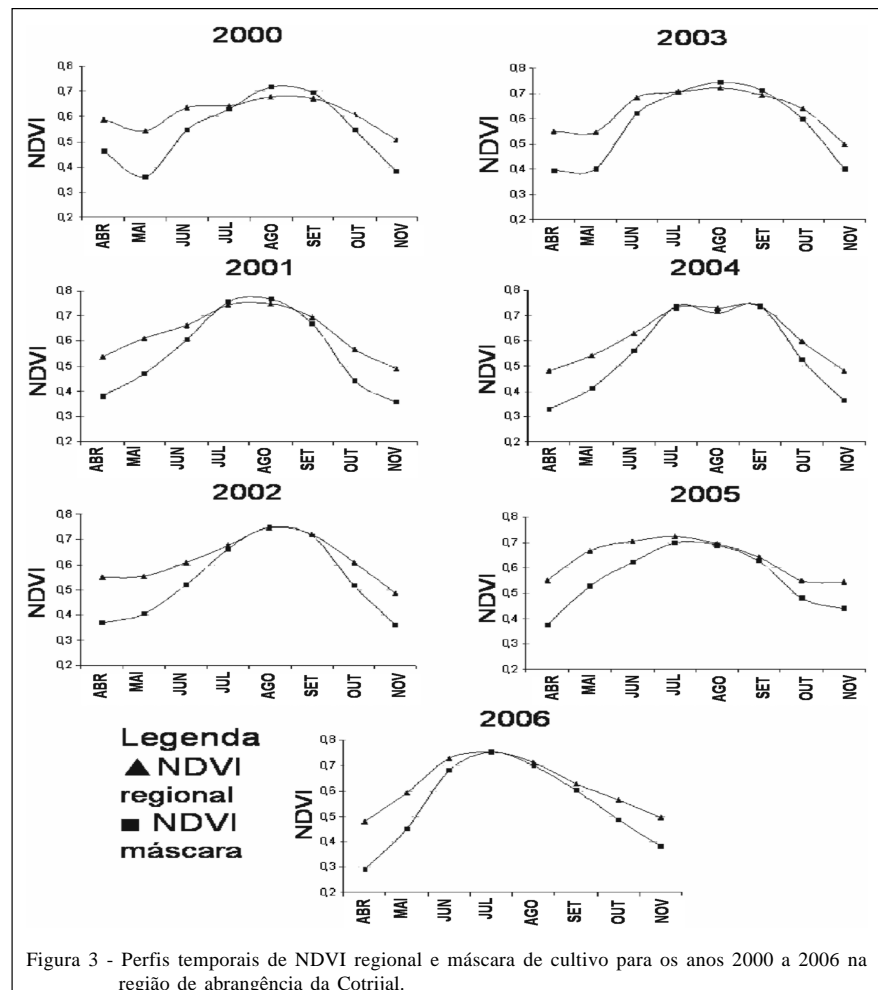 2000
NDVI
0,8
0,7
0,6
0,5
0,4
0,3
0,2
ABR MAI JUN JUL AGO SET OUT NOV
2001
NDVI
0,8
0,7
0,6
0,5
0,4
0,3
0,2
ABR MAI JUN JUL AGO SET OUT NOV
2002
NDVI
0,8
0,7
0,6
0,5
0,4
0,3
0,2
ABR MAI JUN JUL AGO SET OUT NOV
2003
NDVI
0,8
0,7
0,6
0,5
0,4
0,3
0,2
ABR MAI JUN JUL AGO SET OUT NOV
2004
NDVI
0,8
0,7
0,6
0,5
0,4
0,3
0,2
ABR MAI JUN JUL AGO SET OUT NOV
2005
NDVI
0,8
0,7
0,6
0,5
0,4
0,3
0,2
ABR MAI JUN JUL AGO SET OUT NOV
Legenda
▲ NDVI
regional
■ NDVI
máscara
2006
NDVI
0,8
0,7
0,6
0,5
0,4
0,3
0,2
ABR MAI JUN JUL AGO SET OUT NOV
Figura 3 - Perfis temporais de NDVI regional e máscara de cultivo para os anos 2000 a 2006 na
região de abrangência da Cotrijal.